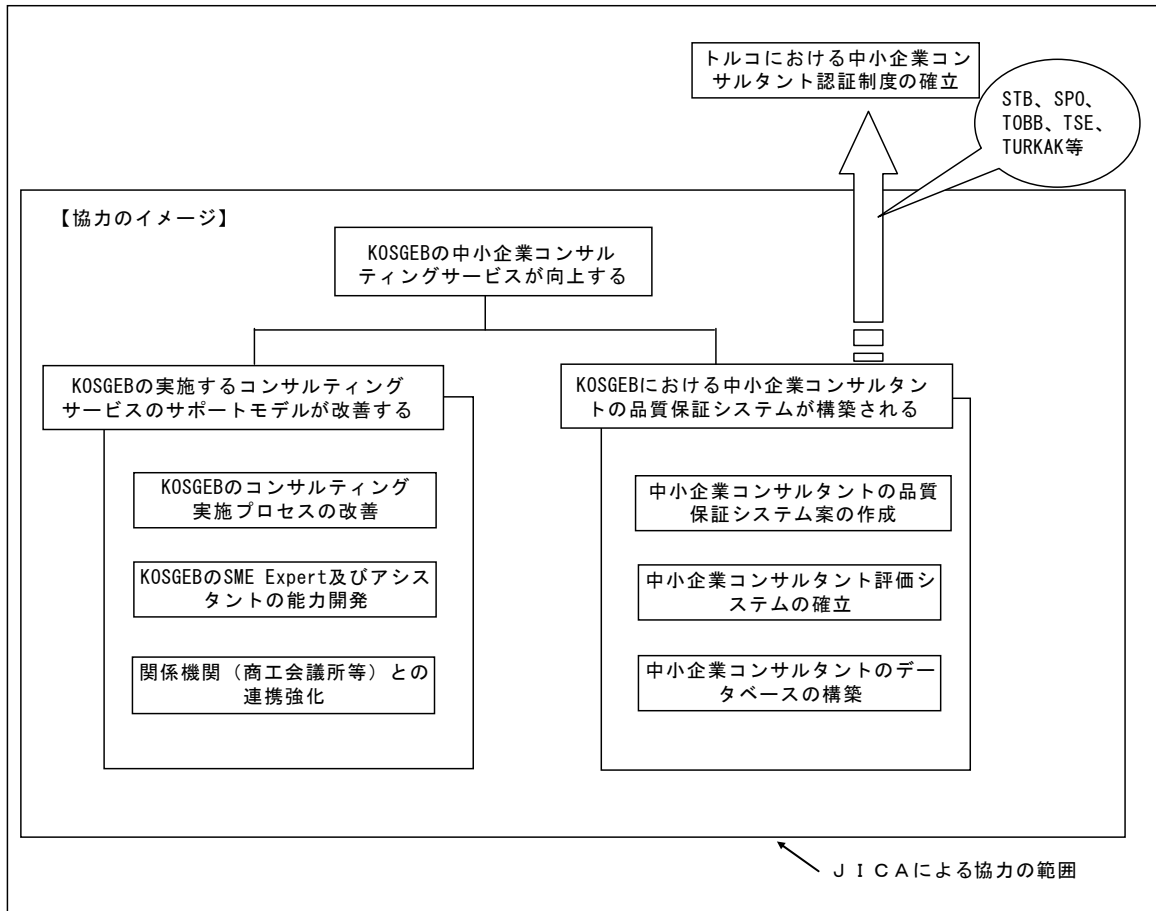 トルコにおける中小企業コン
サルタント認証制度の確立
STB、SPO、
TOBB、TSE、
TURKAK等
【協力のイメージ】
KOSGEBの中小企業コンサル
ティングサービスが向上する
KOSGEBの実施するコンサルティング
サービスのサポートモデルが改善する
KOSGEBのコンサルティング
実施プロセスの改善
KOSGEBのSME Expert及びアシス
タントの能力開発
関係機関（商工会議所等）との
連携強化
KOSGEBにおける中小企業コンサルタン
トの品質保証システムが構築される
中小企業コンサルタントの品質
保証システム案の作成
中小企業コンサルタント評価シ
ステムの確立
中小企業コンサルタントのデー
タベースの構築
ＪＩＣＡによる協力の範囲